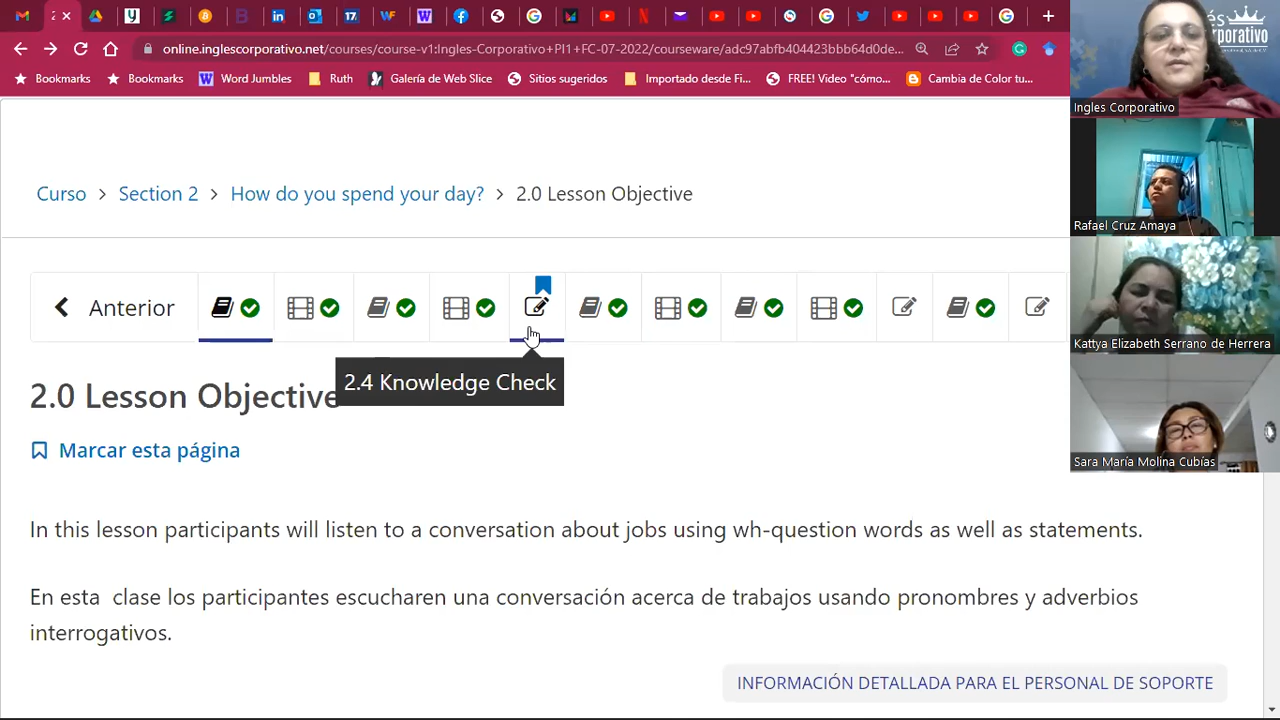 17
online.inglescorporativo.net/courses/course-v1:Ingles-Corporativo+PI1+FC-07-2022/courseware/adc97abfb404423bbb64d0de...
Bookmarks
Bookmarks
Word Jumbles
Ruth
Galería de Web Slice
Sitios sugeridos
Importado desde Fi...
FREE! Video "cómo...
Cambia de Color tu...
Ingles Corporativo
Rafael Cruz Amaya
Kattya Elizabeth Serrano de Herrera
Sara María Molina Cubías
Curso > Section 2 > How do you spend your day? > 2.0 Lesson Objective
Anterior
2.4 Knowledge Check
2.0 Lesson Objective
Marcar esta página
In this lesson participants will listen to a conversation about jobs using wh-question words as well as statements.
En esta clase los participantes escucharen una conversación acerca de trabajos usando pronombres y adverbios
interrogativos.
INFORMACIÓN DETALLADA PARA EL PERSONAL DE SOPORTE